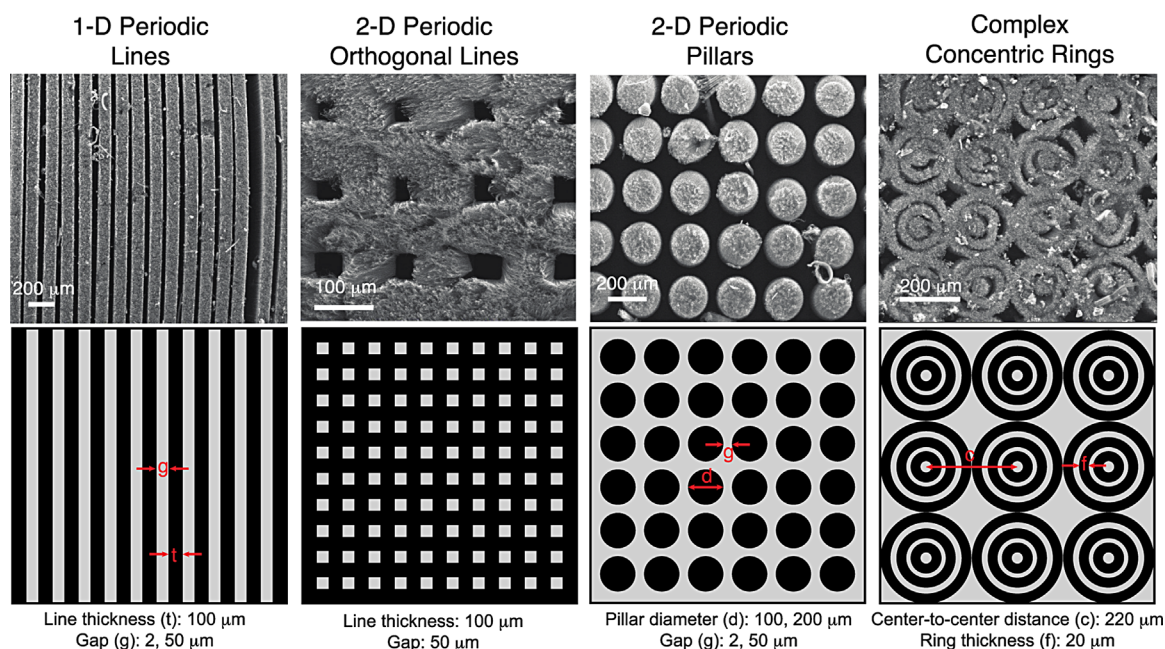 1-D Periodic
Lines
2-D Periodic
Orthogonal Lines
2-D Periodic
Pillars
Complex
Concentric Rings
200 μm
100 μm
200 μm
200 μm
g
t
g
d
c
f
Line thickness (t): 100 μm
Gap (g): 2, 50 μm
Line thickness: 100 μm
Gap: 50 μm
Pillar diameter (d): 100, 200 μm
Gap (g): 2, 50 μm
Center-to-center distance (c): 220 μm
Ring thickness (f): 20 μm